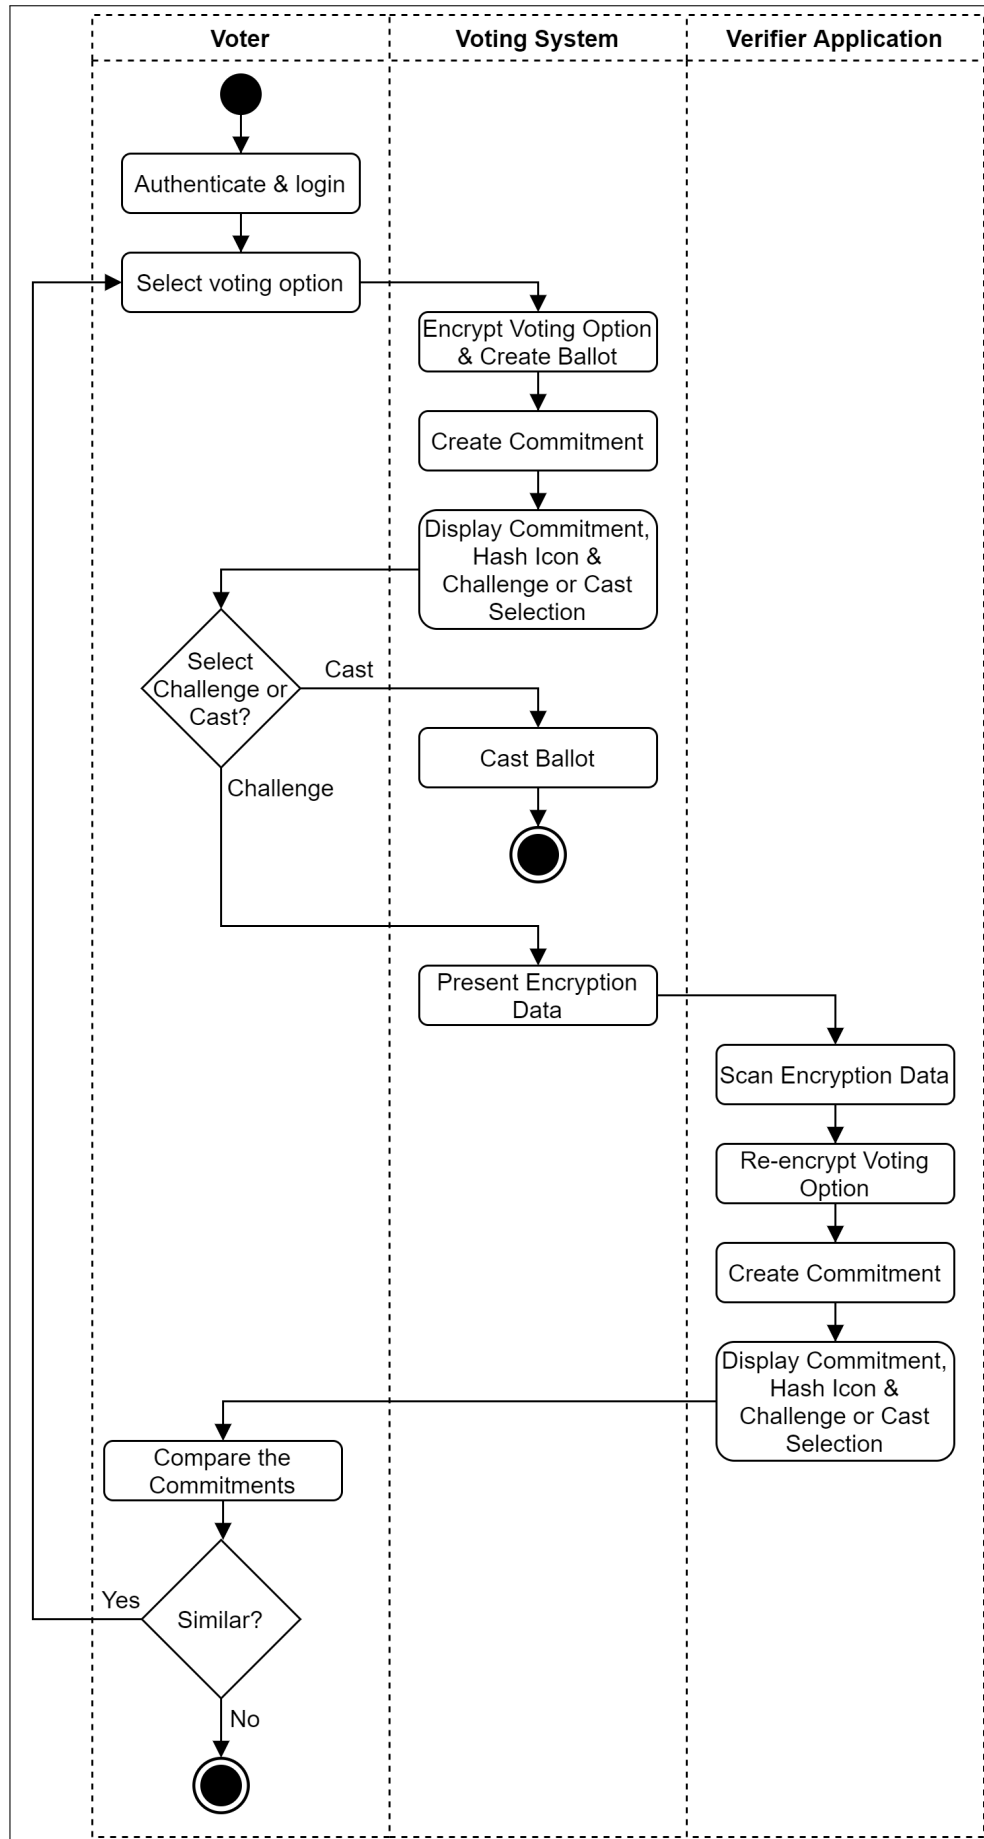 Voter
Voting System
Verifier Application
Authenticate & login
Select voting option
Encrypt Voting Option
& Create Ballot
Create Commitment
Display Commitment,
Hash Icon &
Challenge or Cast
Selection
Select
Challenge or
Cast?
Cast
Cast Ballot
Challenge
Present Encryption
Data
Scan Encryption Data
Re-encrypt Voting
Option
Create Commitment
Display Commitment,
Hash Icon &
Challenge or Cast
Selection
Compare the
Commitments
Yes
Similar?
No